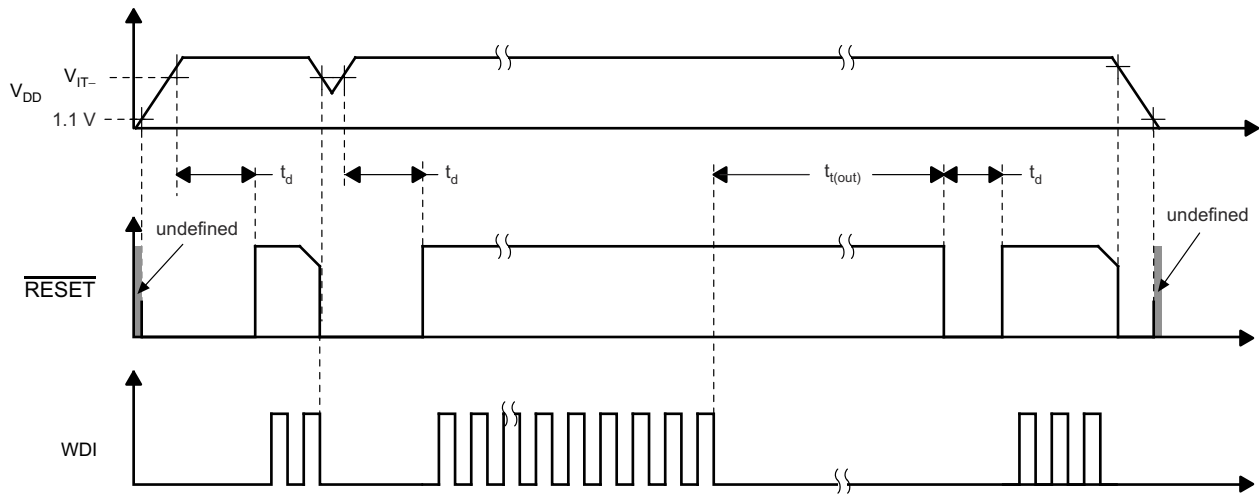 V_IT–
V_DD
1.1 V
t_d
t_d
t_t(out)
t_d
undefined
undefined
RESET
WDI